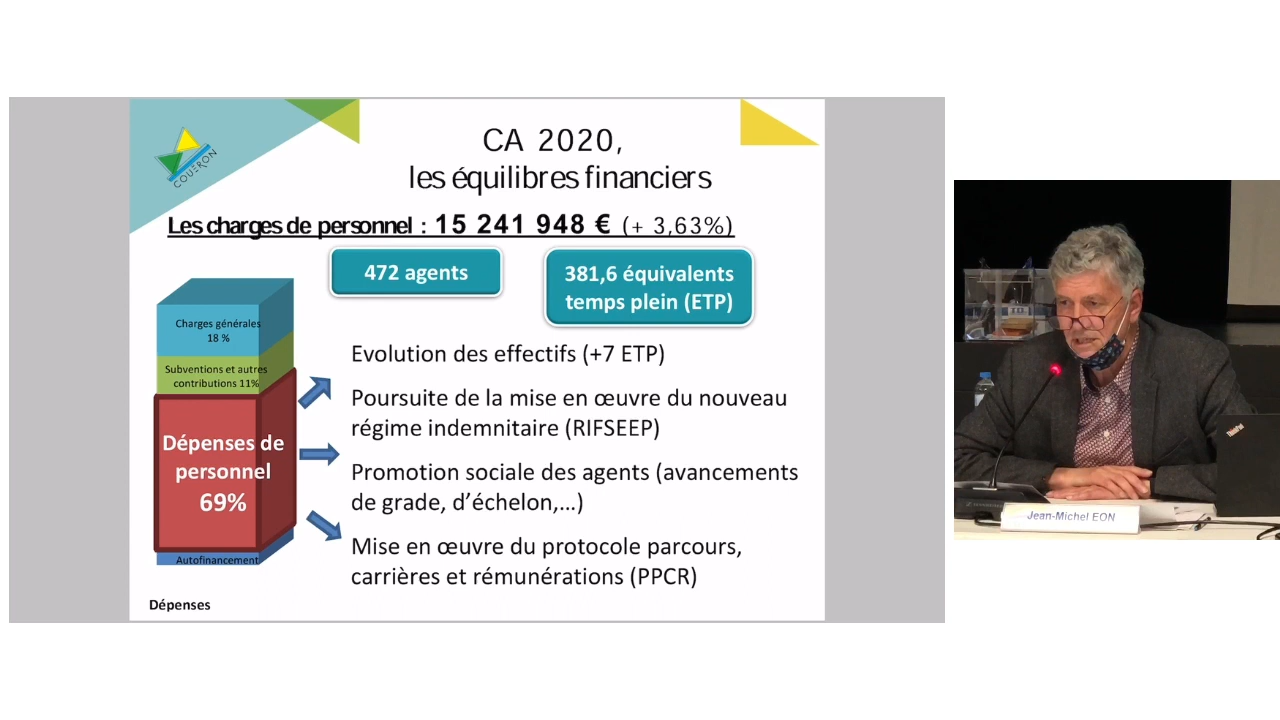 COUËRON
CA 2020,
les équilibres financiers
Les charges de personnel : 15 241 948 € (+ 3,63%)
472 agents
381,6 équivalents
temps plein (ETP)
Charges générales
18 %
Subventions et autres
contributions 11%
Dépenses de
personnel
69%
Autofinancement
Dépenses
Evolution des effectifs (+7 ETP)
Poursuite de la mise en œuvre du nouveau
régime indemnitaire (RIFSEEP)
Promotion sociale des agents (avancements
de grade, d’échelon,…)
Mise en œuvre du protocole parcours,
carrières et rémunérations (PPCR)
ThinkPad
Jean-Michel EON